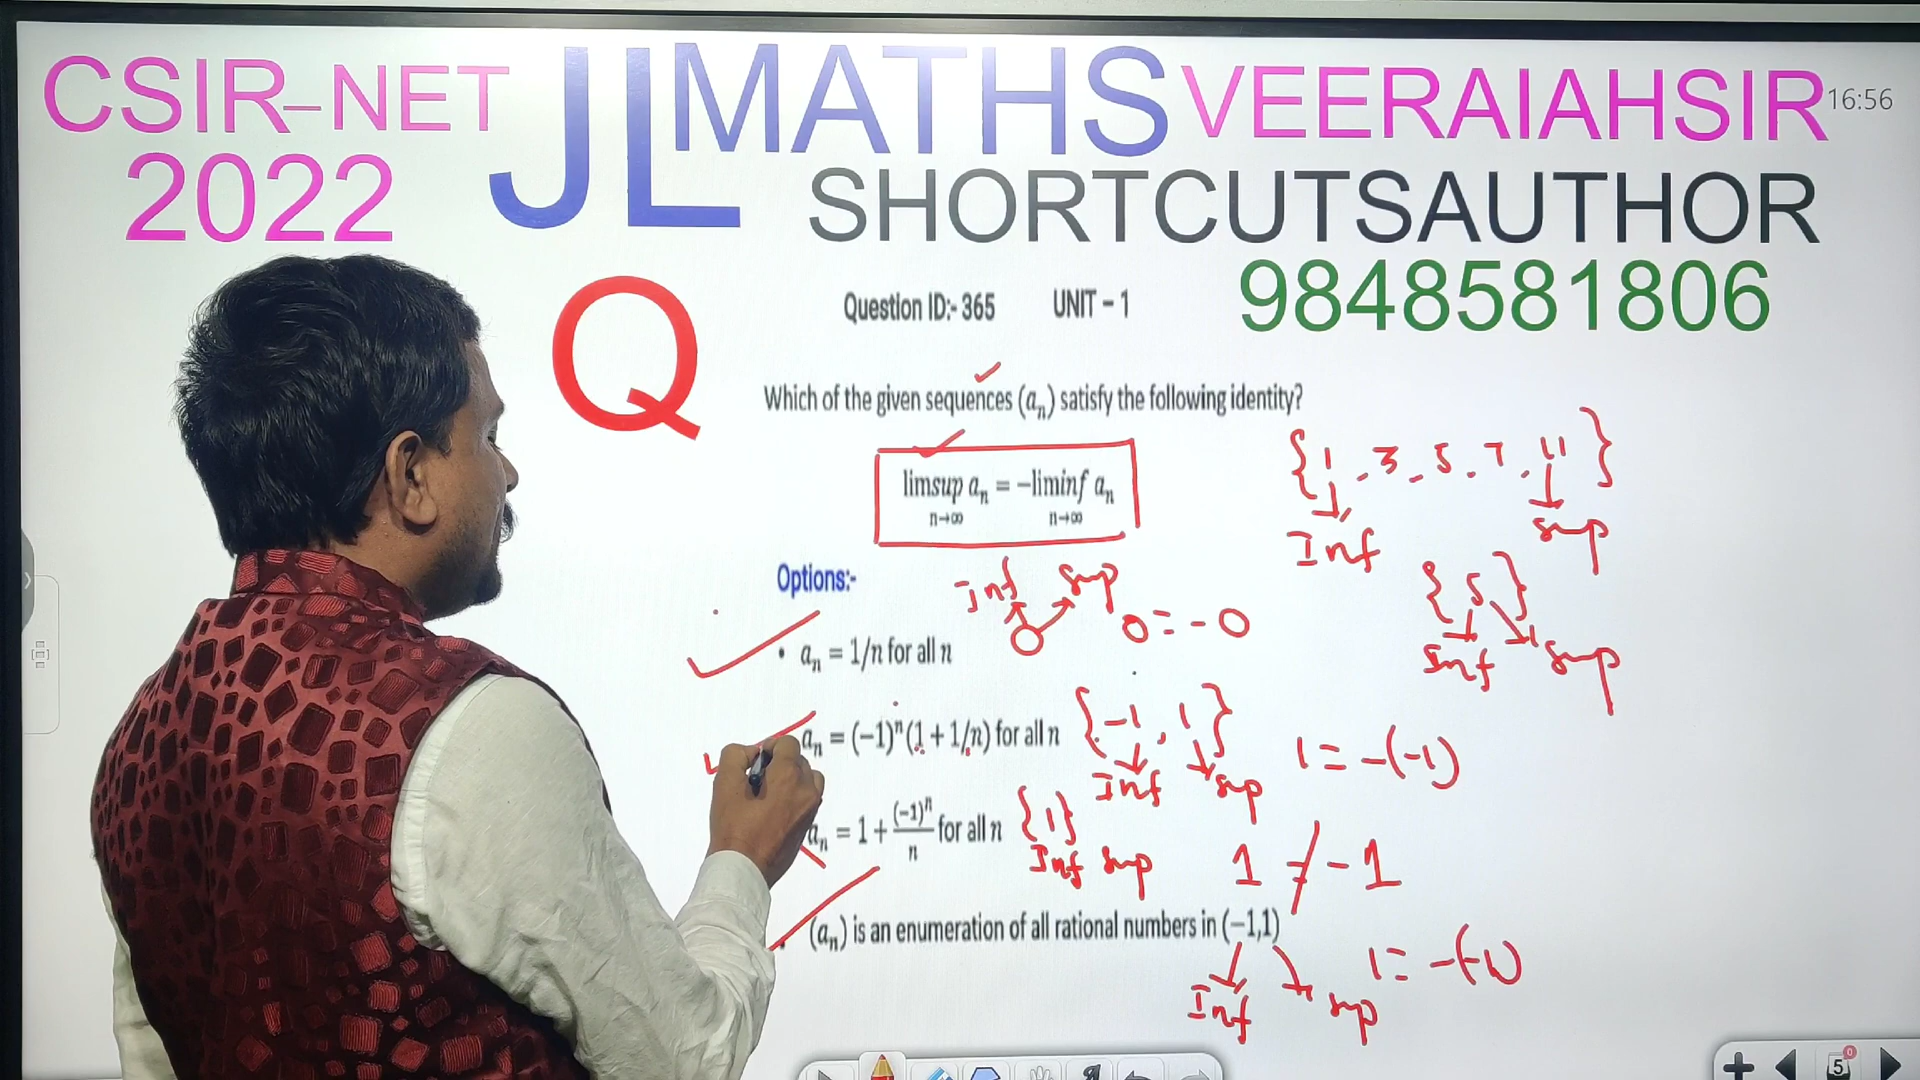 CSIR-NET JL MATHS VEERAIAHSIR 16:56
2022 SHORTCUTSAUTHOR
9848581806
Q
Question ID:- 365 UNIT – 1
Which of the given sequences (aₙ) satisfy the following identity?
limsup aₙ = −liminf aₙ
n→∞ n→∞
{1, 3, 5, 7, 11}
Inf Sup
Options:-
Inf Sup
{5}
Inf Sup
0 = - 0
• aₙ = 1/n for all n
aₙ = (−1)ⁿ(1 + 1/n) for all n {-1, 1} 1 = -(-1)
Inf Sup
aₙ = 1 + (−1)ⁿ/n for all n {1} 1 ≠ - 1
Inf Sup
• (aₙ) is an enumeration of all rational numbers in (−1,1)
Inf Sup 1 = -(-1)
5
0